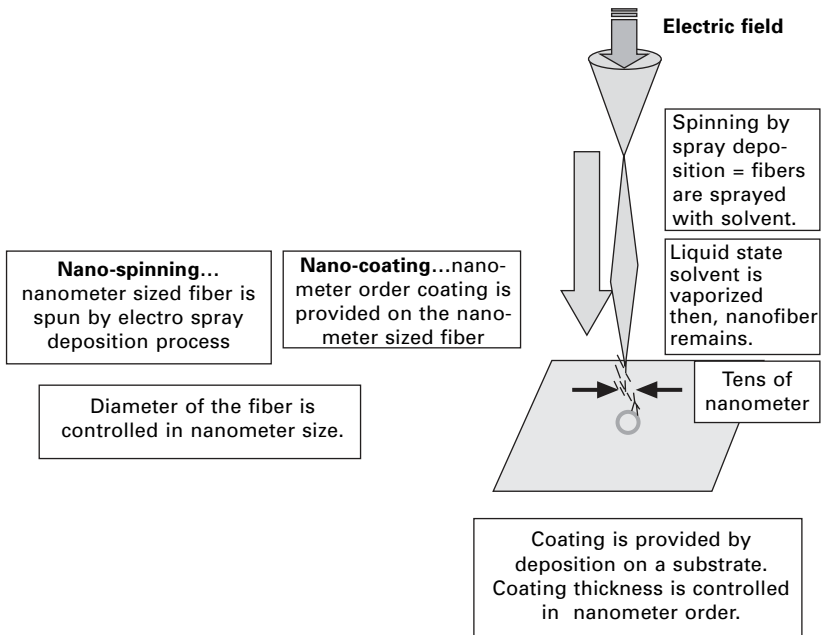 Electric field
Spinning by
spray depo-
sition = fibers
are sprayed
with solvent.
Nano-spinning...
nanometer sized fiber is
spun by electro spray
deposition process
Nano-coating...nano-
meter order coating is
provided on the nano-
meter sized fiber
Liquid state
solvent is
vaporized
then, nanofiber
remains.
Tens of
nanometer
Diameter of the fiber is
controlled in nanometer size.
Coating is provided by
deposition on a substrate.
Coating thickness is controlled
in nanometer order.